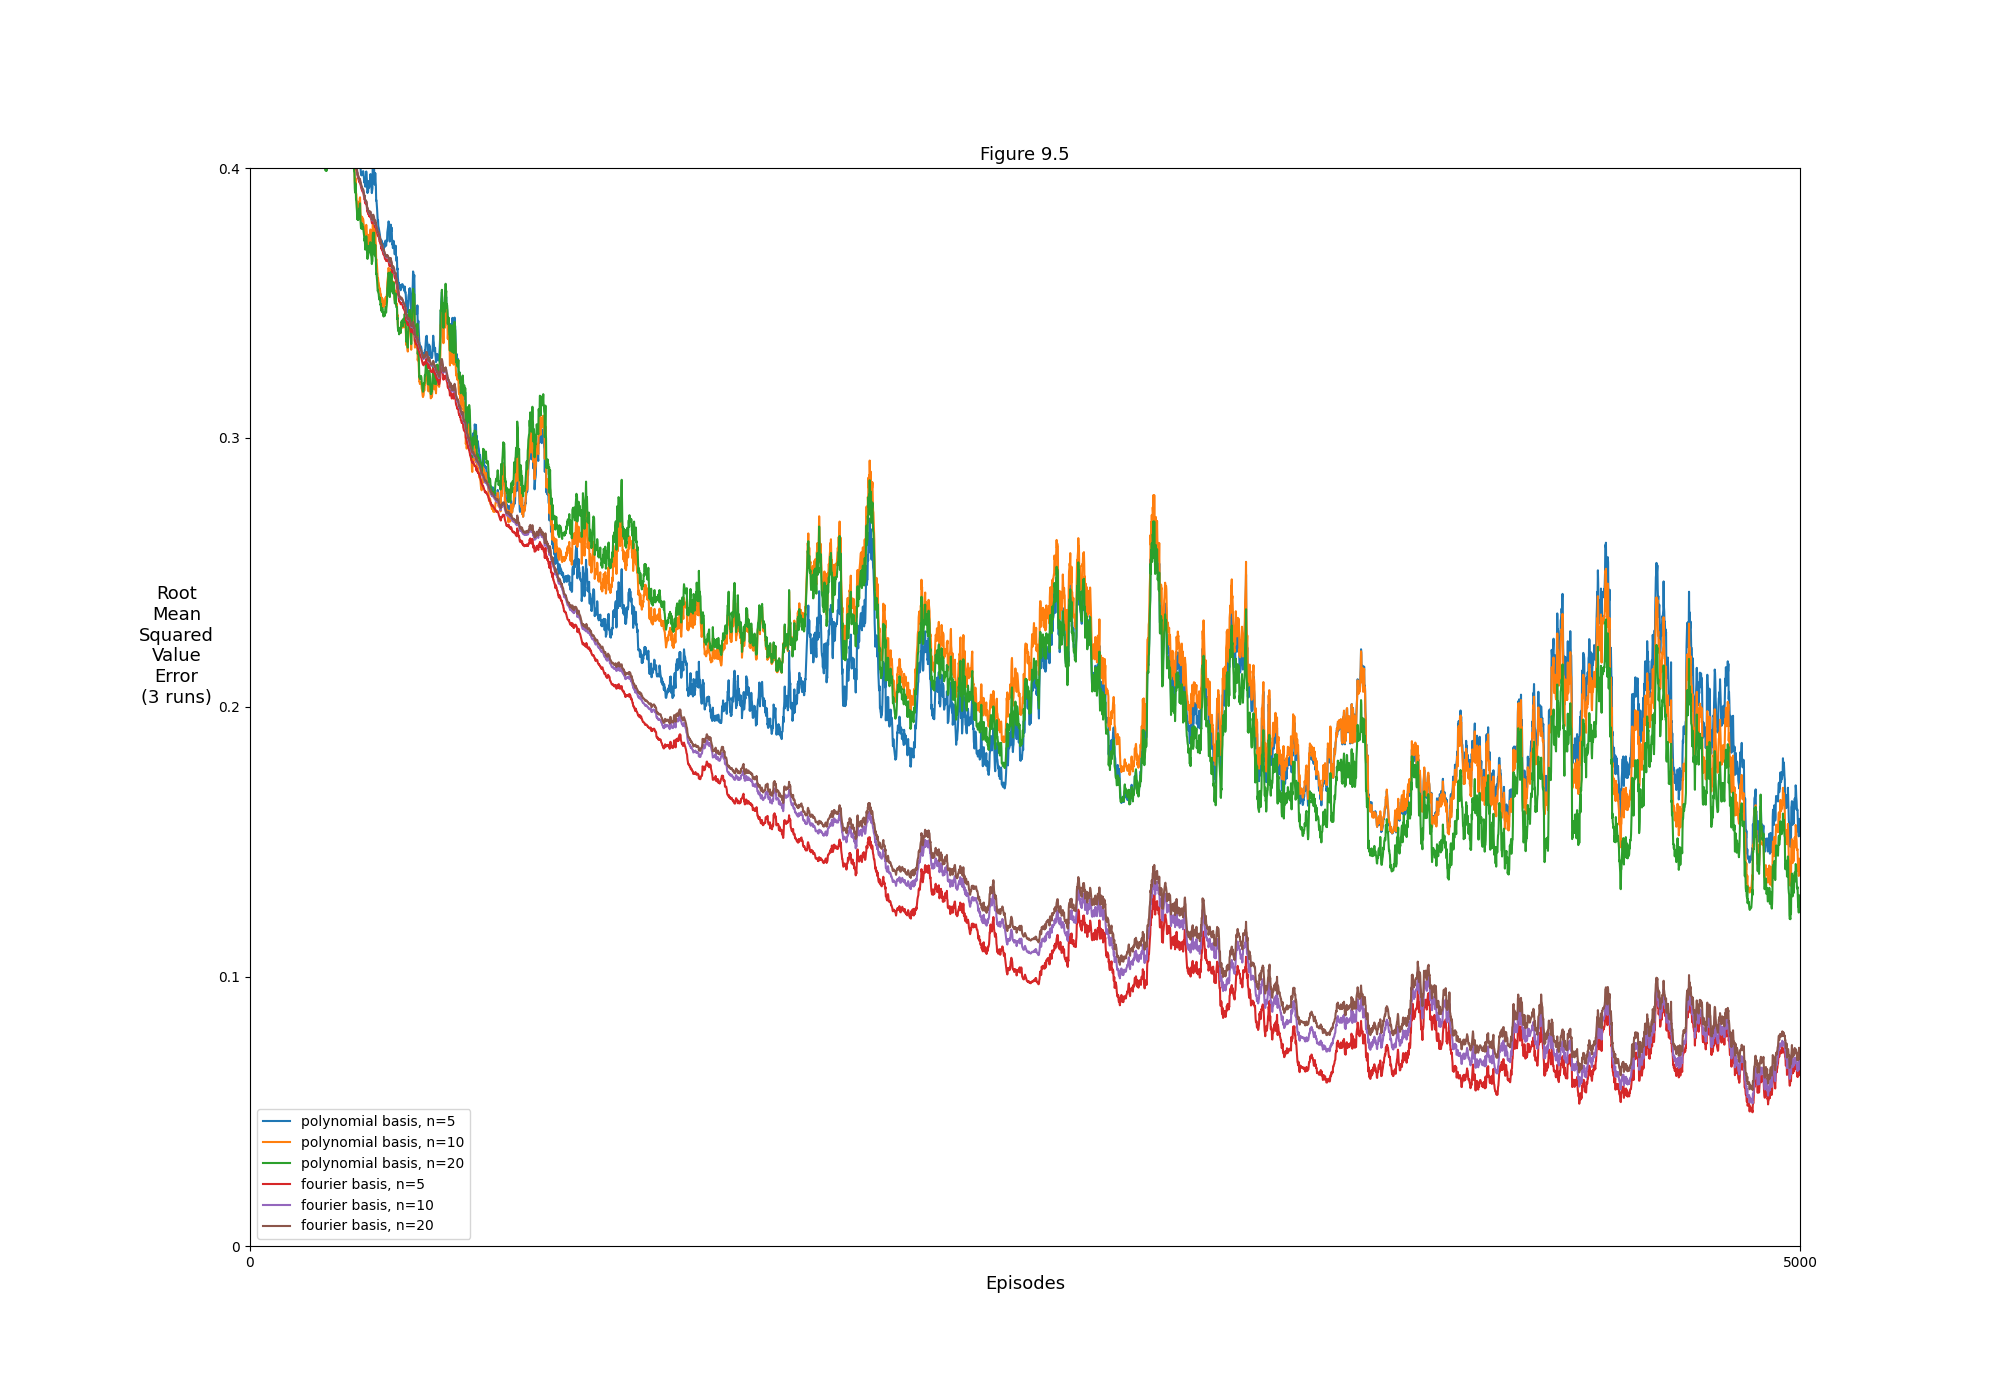 Figure 9.5
0.4
0.3
0.2
0.1
0
Root
Mean
Squared
Value
Error
(3 runs)
polynomial basis, n=5
polynomial basis, n=10
polynomial basis, n=20
fourier basis, n=5
fourier basis, n=10
fourier basis, n=20
0
5000
Episodes